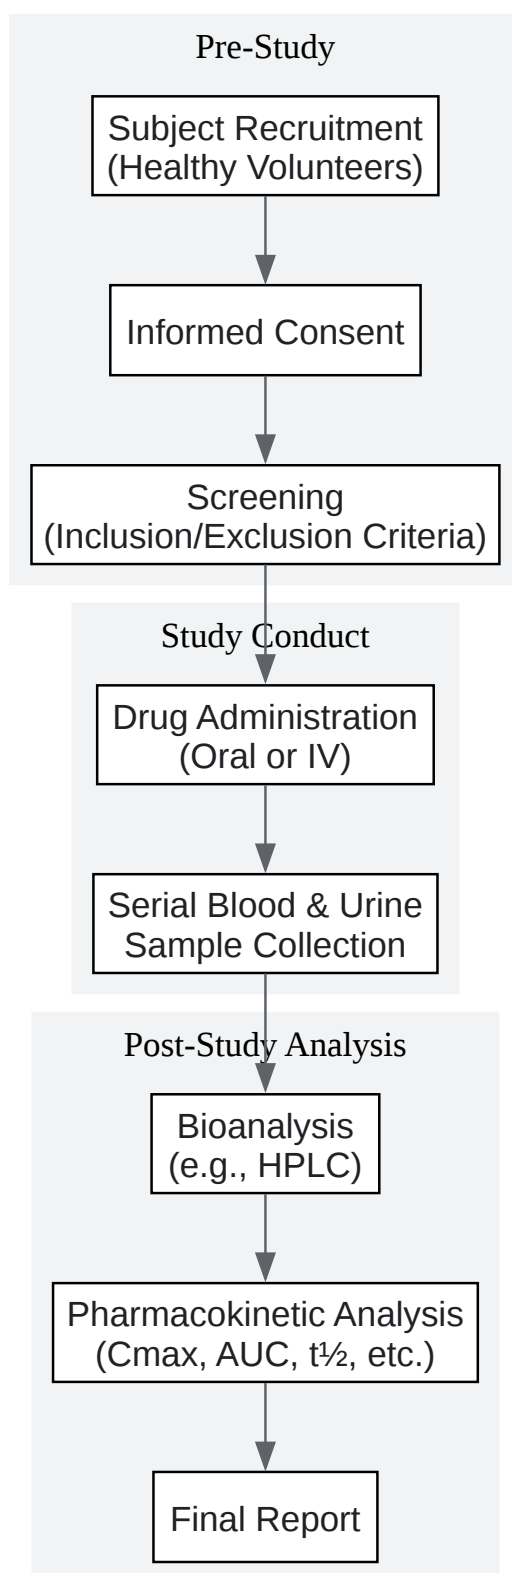 Pre-Study
Subject Recruitment
(Healthy Volunteers)
Informed Consent
Screening
(Inclusion/Exclusion Criteria)
Study Conduct
Drug Administration
(Oral or IV)
Serial Blood & Urine
Sample Collection
Post-Study Analysis
Bioanalysis
(e.g., HPLC)
Pharmacokinetic Analysis
(Cmax, AUC, t½, etc.)
Final Report